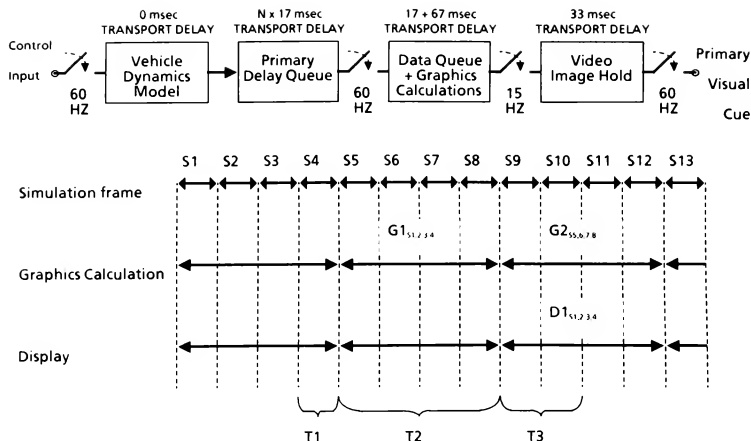 0 msec
TRANSPORT DELAY
N x 17 msec
TRANSPORT DELAY
17 + 67 msec
TRANSPORT DELAY
33 msec
TRANSPORT DELAY
Control
Input
60
HZ
Vehicle
Dynamics
Model
Primary
Delay Queue
60
HZ
Data Queue
+ Graphics
Calculations
15
HZ
Video
Image Hold
60
HZ
Primary
Visual
Cue
S1 S2 S3 S4 S5 S6 S7 S8 S9 S10 S11 S12 S13
Simulation frame
G1S1,2,3,4 G2S5,6,7,8
Graphics Calculation
D1S1,2,3,4
Display
T1 T2 T3